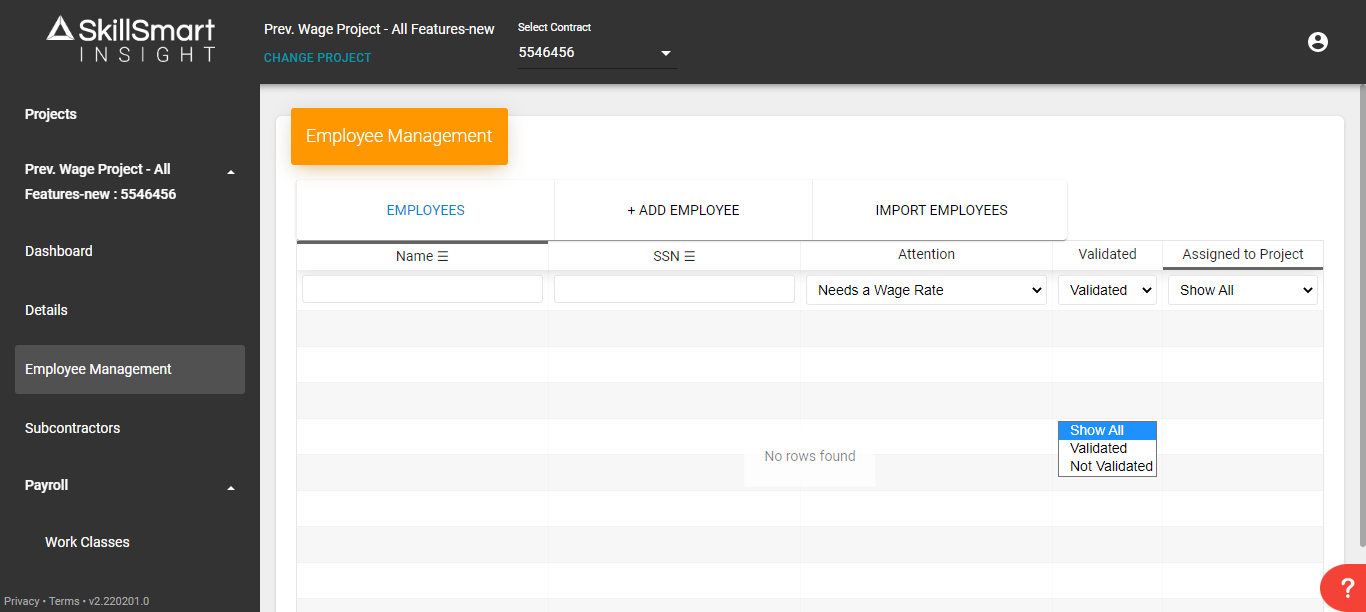 SkillSmart
INSIGHT
Prev. Wage Project - All Features-new
CHANGE PROJECT
Select Contract
5546456
Projects
Prev. Wage Project - All
Features-new : 5546456
Dashboard
Details
Employee Management
Subcontractors
Payroll
Work Classes
Privacy • Terms • v2.220201.0
Employee Management
EMPLOYEES
+ ADD EMPLOYEE
IMPORT EMPLOYEES
Name ☰
SSN ☰
Attention
Validated
Assigned to Project
Needs a Wage Rate
Validated
Show All
Show All
Validated
Not Validated
No rows found
?